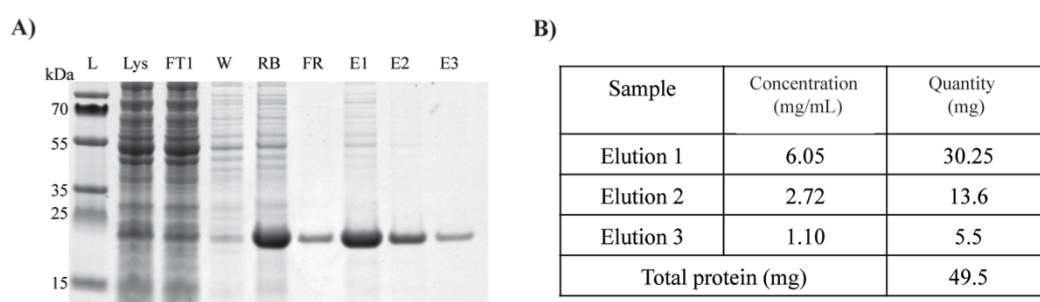 A)
L Lys FT1 W RB FR E1 E2 E3
kDa
70
55
35
25
15
B)
Sample Concentration (mg/mL) Quantity (mg)
Elution 1 6.05 30.25
Elution 2 2.72 13.6
Elution 3 1.10 5.5
Total protein (mg) 49.5